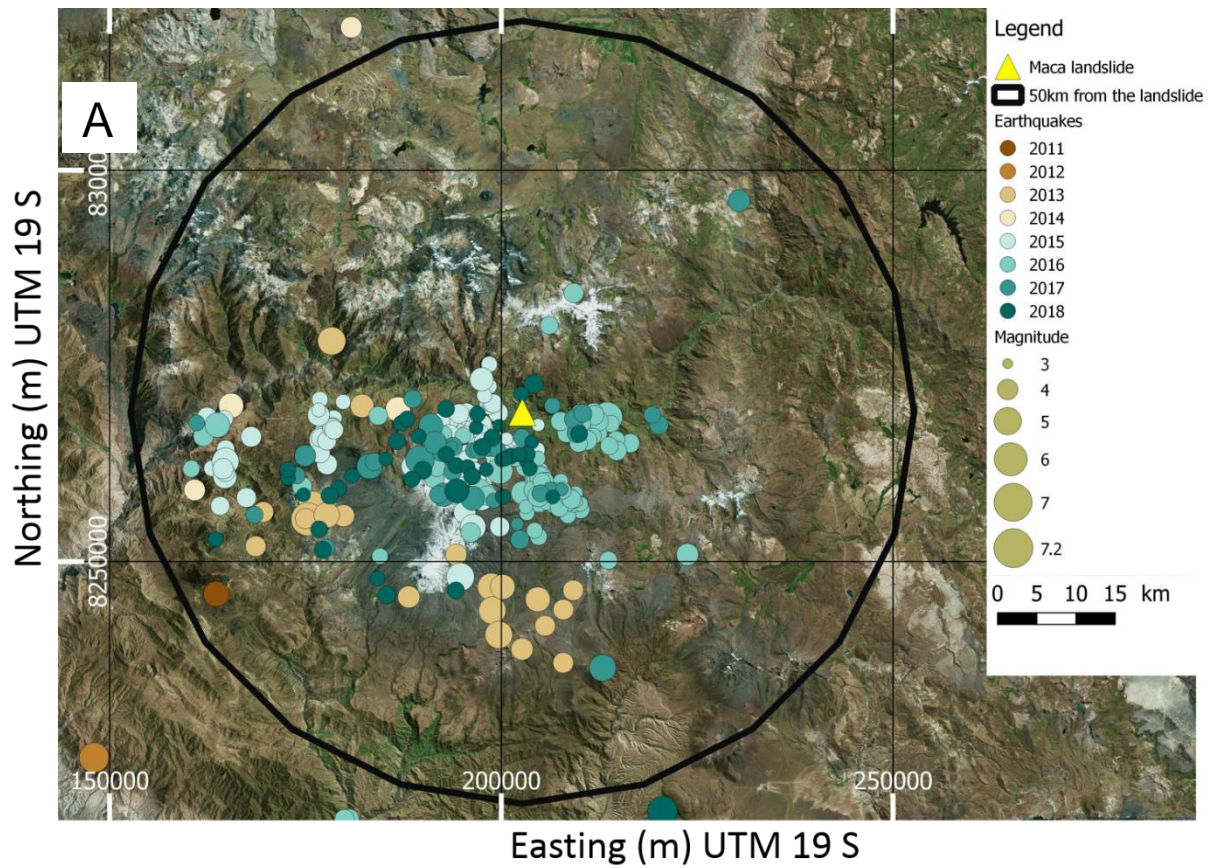 A
Northing (m) UTM 19 S
8300000
8250000
150000
200000
250000
Easting (m) UTM 19 S
Legend
Maca landslide
50km from the landslide
Earthquakes
2011
2012
2013
2014
2015
2016
2017
2018
Magnitude
3
4
5
6
7
7.2
0 5 10 15 km